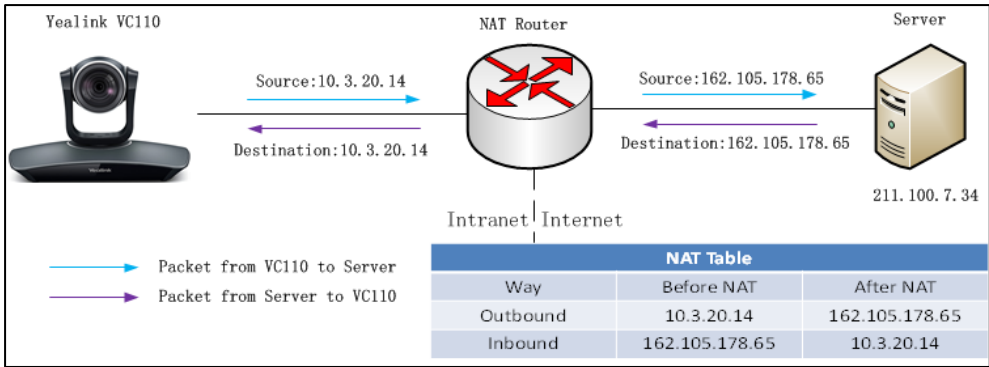 Yealink VC110
NAT Router
Server
Source:10.3.20.14
Source:162.105.178.65
Destination:10.3.20.14
Destination:162.105.178.65
Yealink
211.100.7.34
Intranet Internet
Packet from VC110 to Server
Packet from Server to VC110
NAT Table
Way Before NAT After NAT
Outbound 10.3.20.14 162.105.178.65
Inbound 162.105.178.65 10.3.20.14